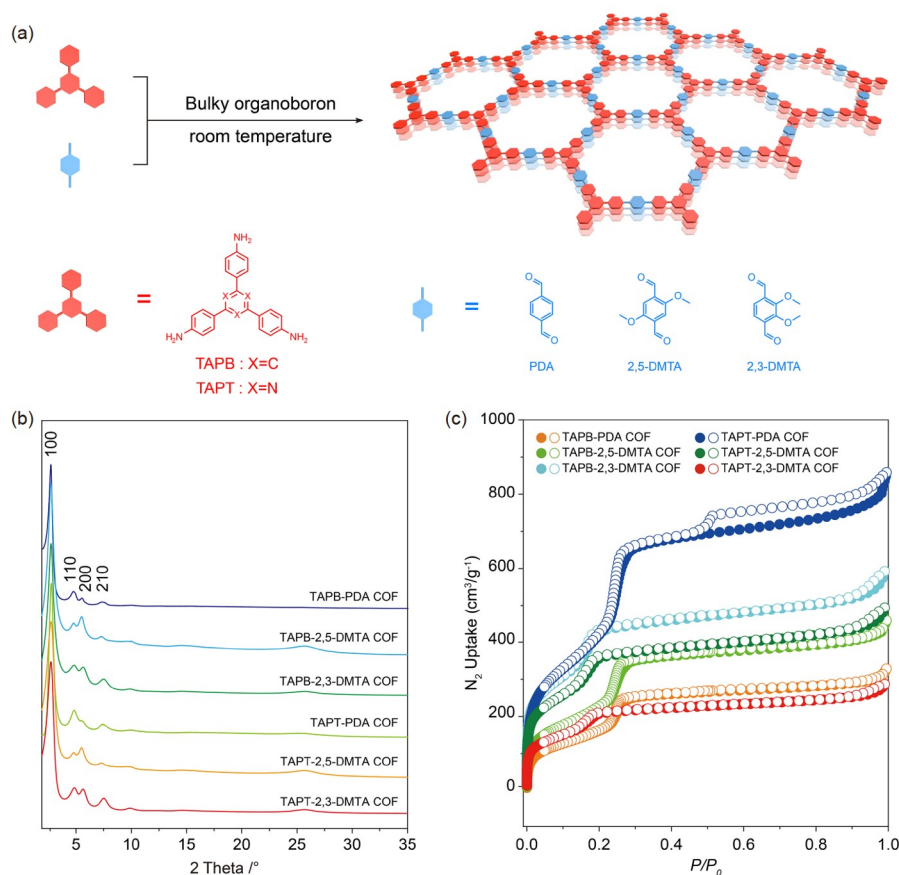 (a)
Bulky organoboron
room temperature
=
NH₂
X X
X
H₂N
NH₂
TAPB : X=C
TAPT : X=N
=
O
O
PDA
O
O
O
O
2,5-DMTA
O
O
O
O
2,3-DMTA
(b)
100
110
200
210
TAPB-PDA COF
TAPB-2,5-DMTA COF
TAPB-2,3-DMTA COF
TAPT-PDA COF
TAPT-2,5-DMTA COF
TAPT-2,3-DMTA COF
5 10 15 20 25 30 35
2 Theta /°
(c)
1000
800
600
400
200
0
N₂ Uptake (cm³/g⁻¹)
TAPB-PDA COF
TAPB-2,5-DMTA COF
TAPB-2,3-DMTA COF
TAPT-PDA COF
TAPT-2,5-DMTA COF
TAPT-2,3-DMTA COF
0.0 0.2 0.4 0.6 0.8 1.0
P/P₀